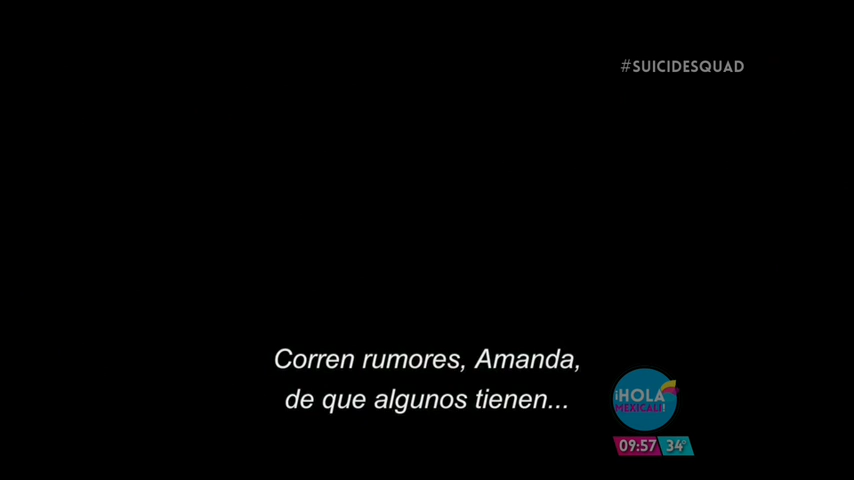 #SUICIDESQUAD
Corren rumores, Amanda,
de que algunos tienen...
¡HOLA
MEXICALI!
09:57 34°